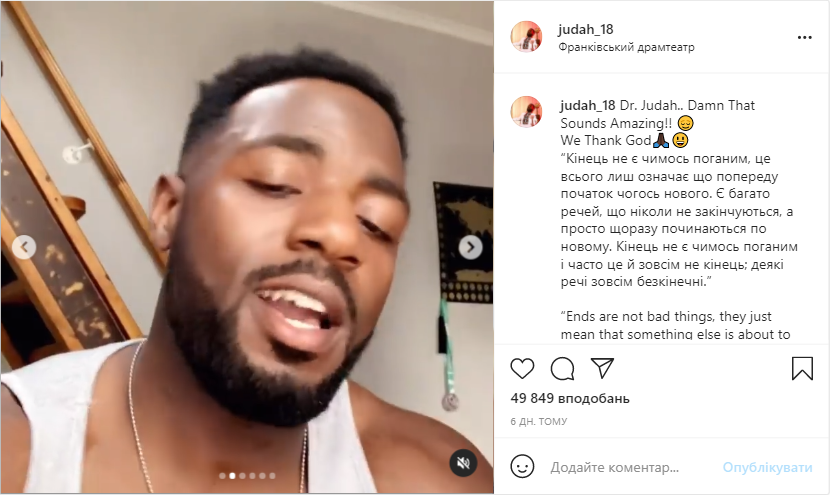 judah_18
Франківський драмтеатр
judah_18 Dr. Judah.. Damn That
Sounds Amazing!! 😌
We Thank God🙏🏿😃
“Кінець не є чимось поганим, це
всього лиш означає що попереду
початок чогось нового. Є багато
речей, що ніколи не закінчуються, а
просто щоразу починаються по
новому. Кінець не є чимось поганим
і часто це й зовсім не кінець; деякі
речі зовсім безкінечні.”
“Ends are not bad things, they just
mean that something else is about to
49 849 вподобань
6 ДН. ТОМУ
Додайте коментар...
Опублікувати